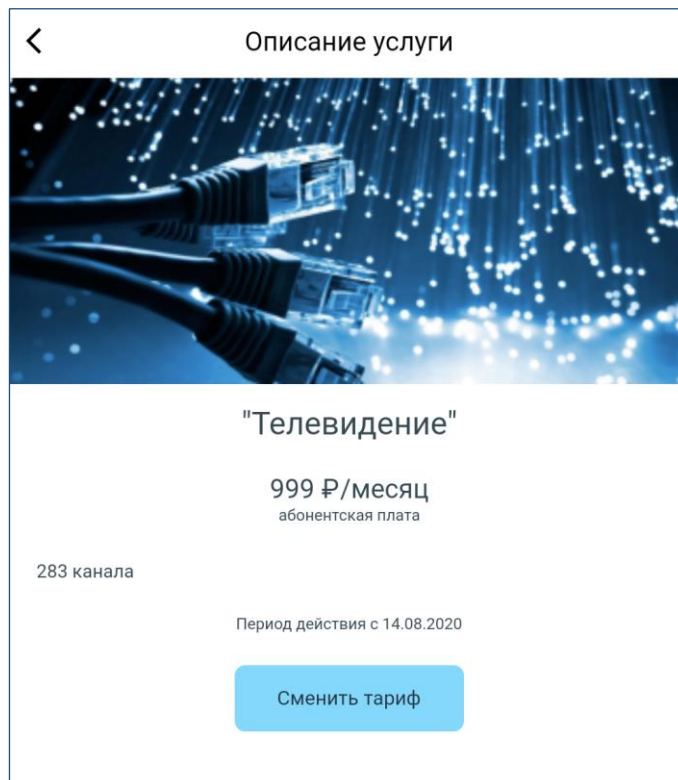 Описание услуги
"Телевидение"
999 ₽/месяц
абонентская плата
283 канала
Период действия с 14.08.2020
Сменить тариф